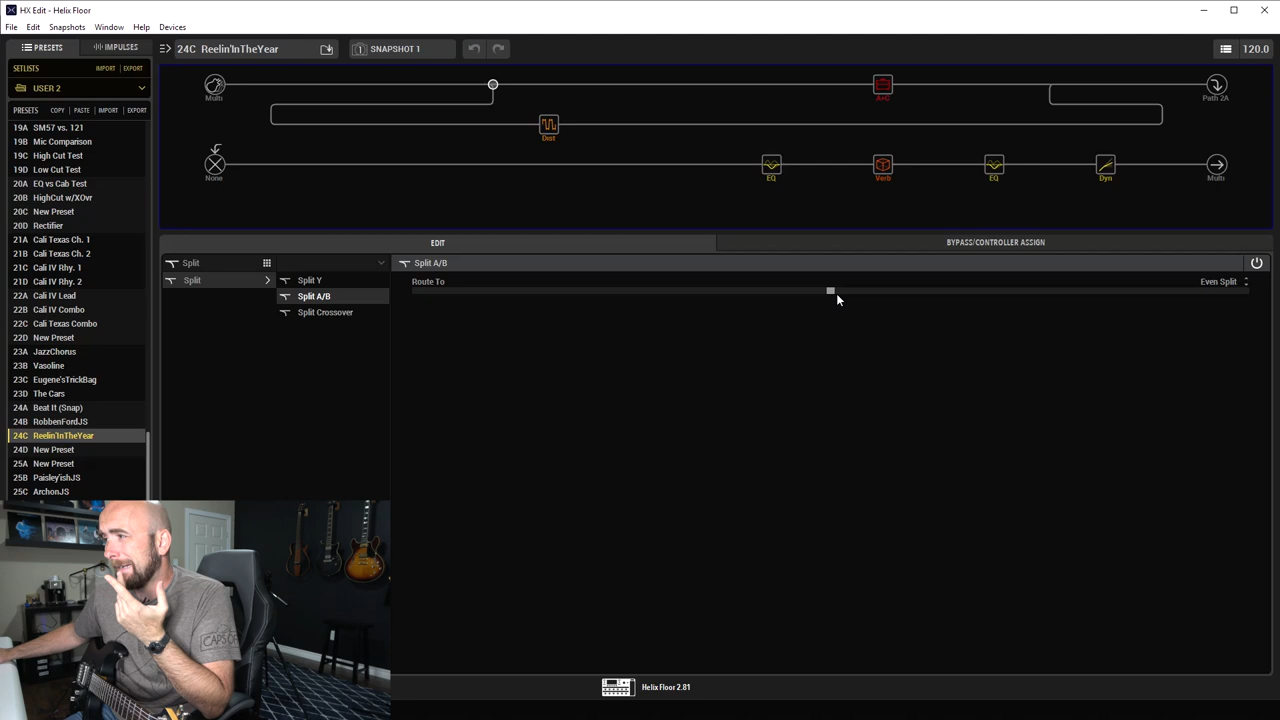 HX Edit - Helix Floor
File Edit Snapshots Window Help Devices
PRESETS IMPULSES
24C Reelin'InTheYear
1 SNAPSHOT 1
120.0
SETLISTS IMPORT EXPORT
USER 2
PRESETS COPY PASTE IMPORT EXPORT
19A SM57 vs. 121
19B Mic Comparison
19C High Cut Test
19D Low Cut Test
20A EQ vs Cab Test
20B HighCut w/XOvr
20C New Preset
20D Rectifier
21A Cali Texas Ch. 1
21B Cali Texas Ch. 2
21C Cali IV Rhy. 1
21D Cali IV Rhy. 2
22A Cali IV Lead
22B Cali IV Combo
22C Cali Texas Combo
22D New Preset
23A JazzChorus
23B Vasoline
23C Eugene'sTrickBag
23D The Cars
24A Beat It (Snap)
24B RobbenFordJS
24C Reelin'InTheYear
24D New Preset
25A New Preset
25B Paisley'ishJS
25C ArchonJS
Multi
A+C
Path 2A
Dist
None
EQ
Verb
EQ
Dyn
Multi
EDIT
BYPASS/CONTROLLER ASSIGN
Split
Split
Split Y
Split A/B
Split Crossover
Split A/B
Route To
Even Split
Helix Floor 2.81